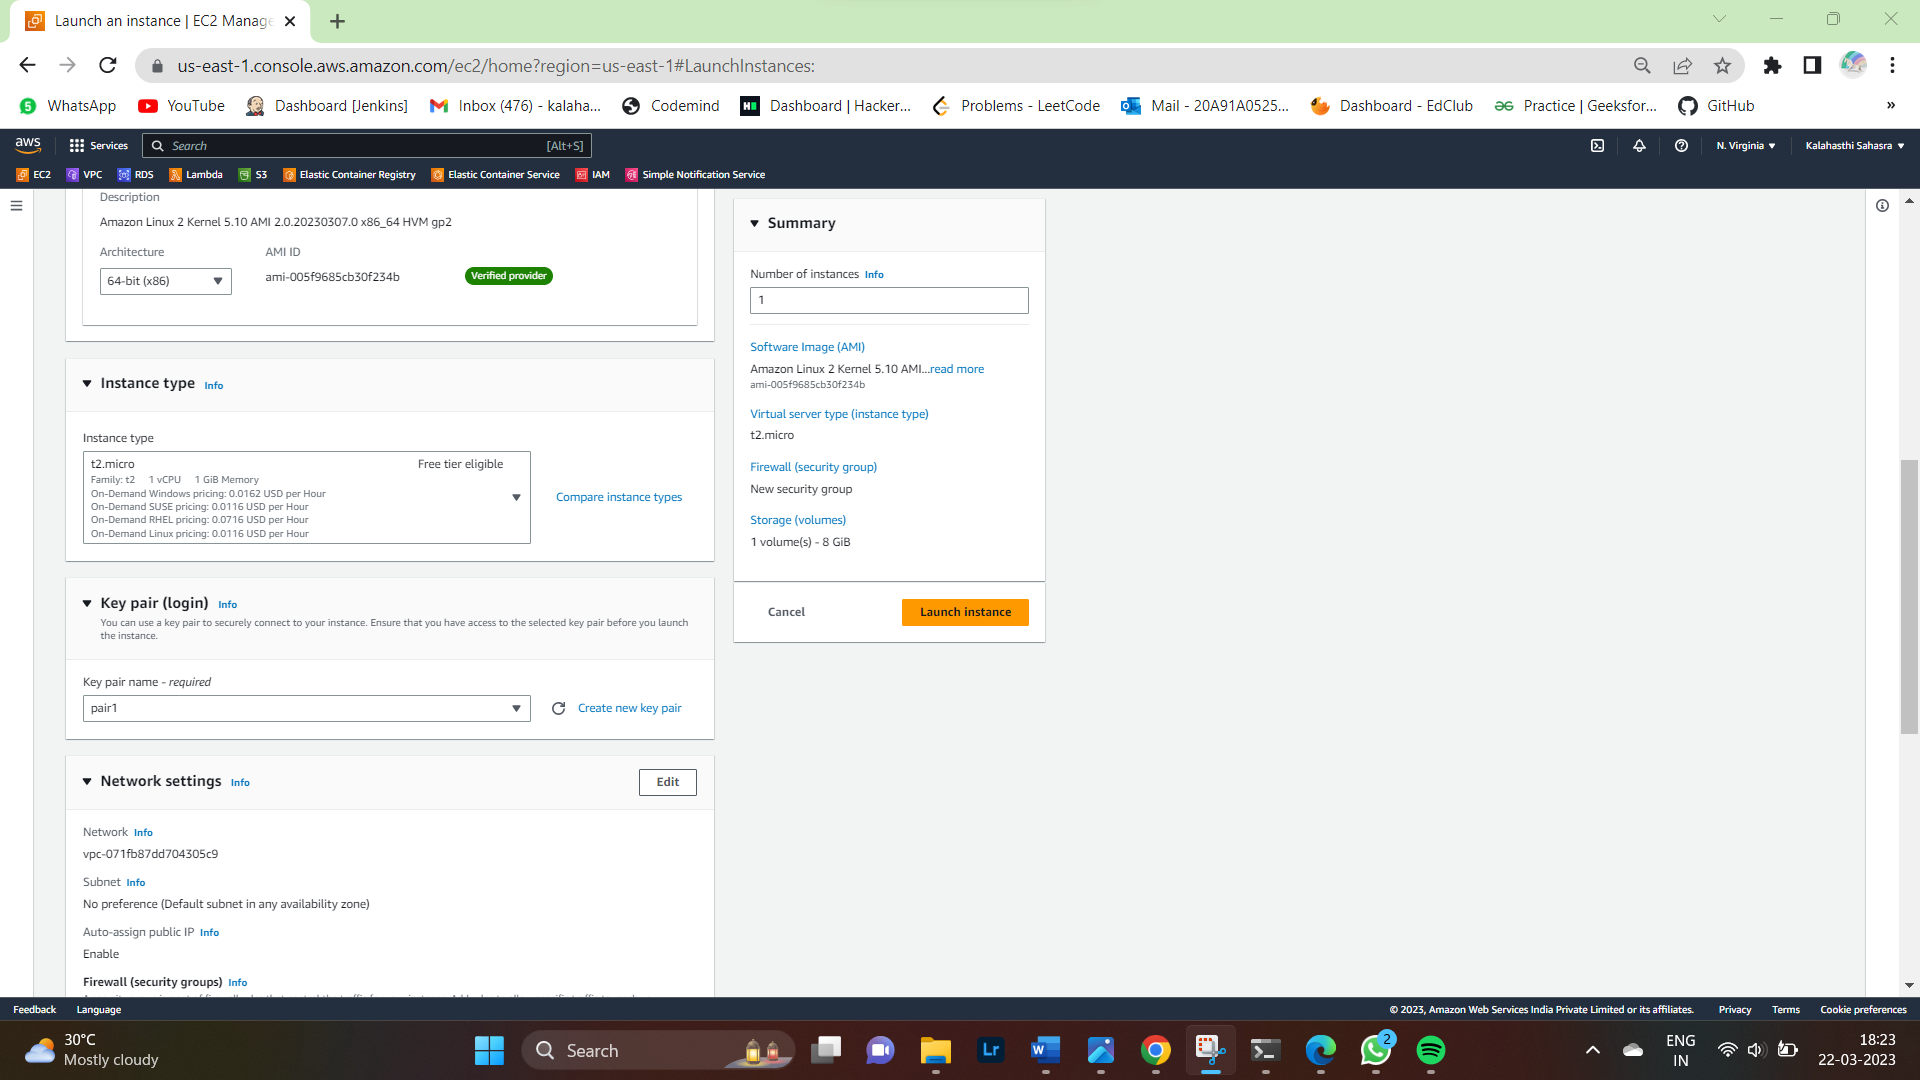 Launch an instance | EC2 Manage
us-east-1.console.aws.amazon.com/ec2/home?region=us-east-1#LaunchInstances:
WhatsApp YouTube Dashboard [Jenkins] Inbox (476) - kalaha... Codemind Dashboard | Hacker... Problems - LeetCode Mail - 20A91A0525... Dashboard - EdClub Practice | Geeksfor... GitHub »
aws Services Search [Alt+S] N. Virginia Kalahasthi Sahasra
EC2 VPC RDS Lambda S3 Elastic Container Registry Elastic Container Service IAM Simple Notification Service
Description
Amazon Linux 2 Kernel 5.10 AMI 2.0.20230307.0 x86_64 HVM gp2
Architecture AMI ID
64-bit (x86) ami-005f9685cb30f234b Verified provider
Instance type Info
Instance type
t2.micro Free tier eligible
Family: t2 1 vCPU 1 GiB Memory
On-Demand Windows pricing: 0.0162 USD per Hour
On-Demand SUSE pricing: 0.0116 USD per Hour
On-Demand RHEL pricing: 0.0716 USD per Hour
On-Demand Linux pricing: 0.0116 USD per Hour
Compare instance types
Key pair (login) Info
You can use a key pair to securely connect to your instance. Ensure that you have access to the selected key pair before you launch
the instance.
Key pair name - required
pair1 Create new key pair
Network settings Info Edit
Network Info
vpc-071fb87dd704305c9
Subnet Info
No preference (Default subnet in any availability zone)
Auto-assign public IP Info
Enable
Firewall (security groups) Info
Summary
Number of instances Info
1
Software Image (AMI)
Amazon Linux 2 Kernel 5.10 AMI...read more
ami-005f9685cb30f234b
Virtual server type (instance type)
t2.micro
Firewall (security group)
New security group
Storage (volumes)
1 volume(s) - 8 GiB
Cancel Launch instance
Feedback Language © 2023, Amazon Web Services India Private Limited or its affiliates. Privacy Terms Cookie preferences
30°C
Mostly cloudy
Search
Lr
2
ENG
IN
18:23
22-03-2023